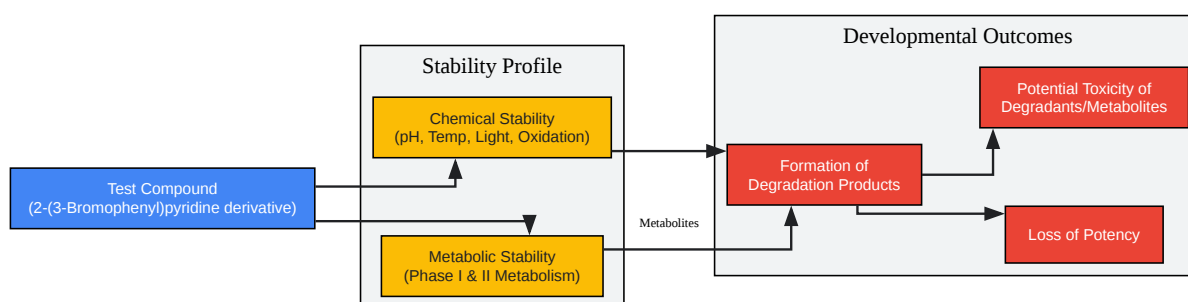 Developmental Outcomes
Stability Profile
Potential Toxicity of
Degradants/Metabolites
Chemical Stability
(pH, Temp, Light, Oxidation)
Formation of
Degradation Products
Test Compound
(2-(3-Bromophenyl)pyridine derivative)
Metabolites
Loss of Potency
Metabolic Stability
(Phase I & II Metabolism)